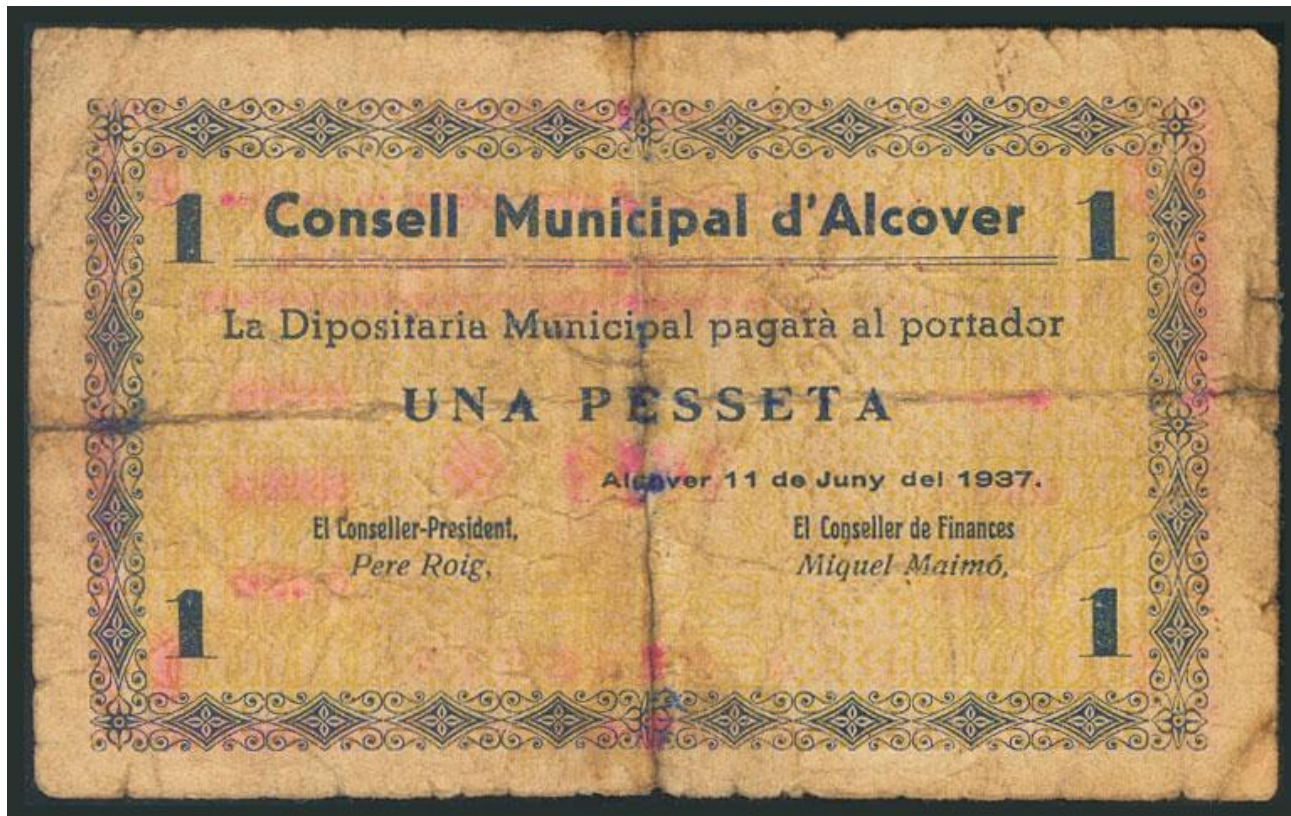 1 Consell Municipal d'Alcover 1
La Dipositaria Municipal pagarà al portador
UNA PESSETA
Alcover 11 de Juny del 1937.
El Conseller-President, El Conseller de Finances
Pere Roig, Miquel Maimó,
1 1